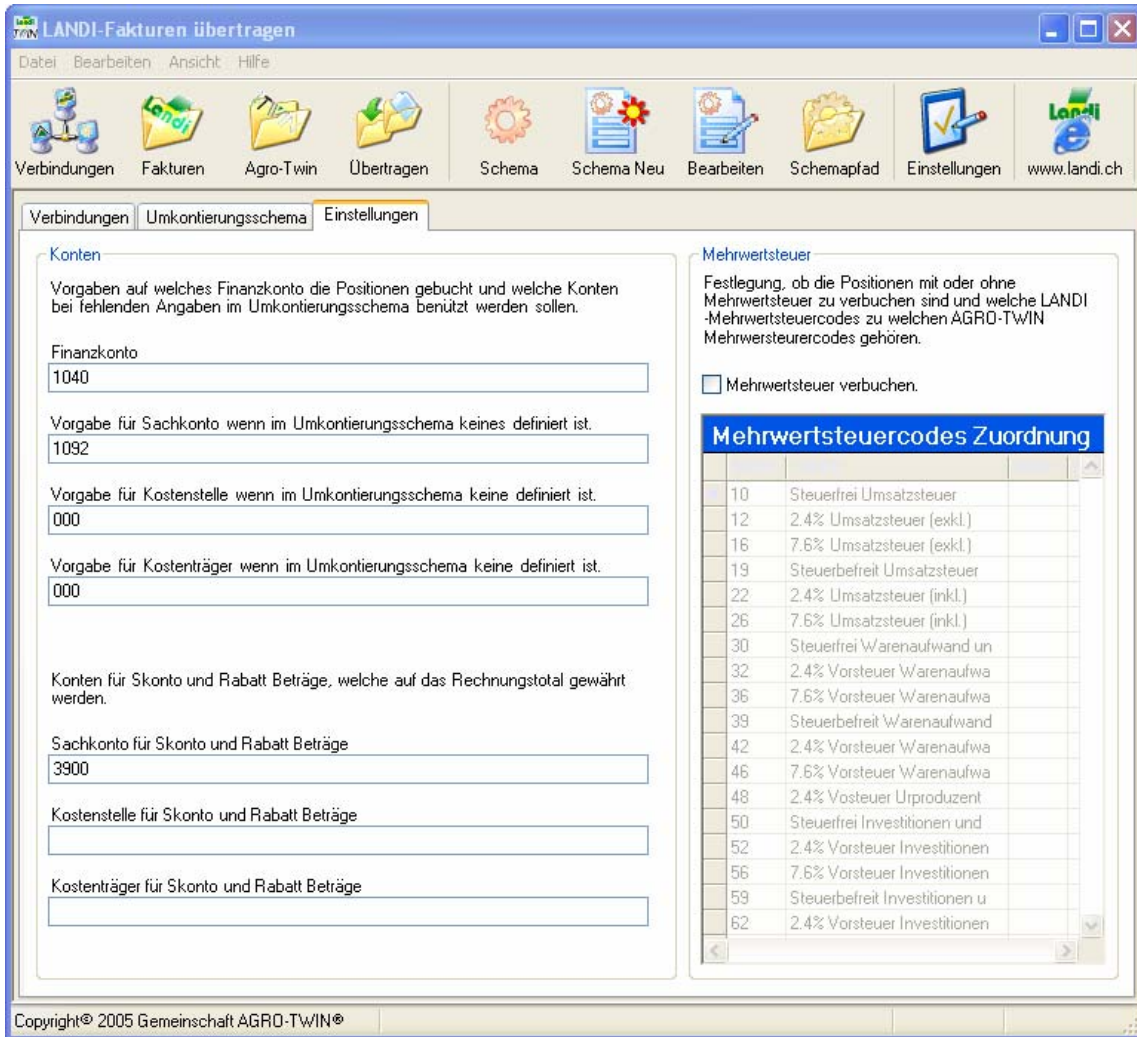 LANDI-Fakturen übertragen
Datei Bearbeiten Ansicht Hilfe
Verbindungen Fakturen Agro-Twin Übertragen Schema Schema Neu Bearbeiten Schemapfad Einstellungen www.landi.ch
Verbindungen Umkontierungsschema Einstellungen
Konten
Vorgaben auf welches Finanzkonto die Positionen gebucht und welche Konten
bei fehlenden Angaben im Umkontierungsschema benützt werden sollen.
Finanzkonto
1040
Vorgabe für Sachkonto wenn im Umkontierungsschema keines definiert ist.
1092
Vorgabe für Kostenstelle wenn im Umkontierungsschema keine definiert ist.
000
Vorgabe für Kostenträger wenn im Umkontierungsschema keine definiert ist.
000
Konten für Skonto und Rabatt Beträge, welche auf das Rechnungstotal gewährt
werden.
Sachkonto für Skonto und Rabatt Beträge
3900
Kostenstelle für Skonto und Rabatt Beträge
Kostenträger für Skonto und Rabatt Beträge
Mehrwertsteuer
Festlegung, ob die Positionen mit oder ohne
Mehrwertsteuer zu verbuchen sind und welche LANDI
-Mehrwertsteuercodes zu welchen AGRO-TWIN
Mehrwersteurercodes gehören.
Mehrwertsteuer verbuchen.
Mehrwertsteuercodes Zuordnung
10 Steuerfrei Umsatzsteuer
12 2.4% Umsatzsteuer (exkl.)
16 7.6% Umsatzsteuer (exkl.)
19 Steuerbefreit Umsatzsteuer
22 2.4% Umsatzsteuer (inkl.)
26 7.6% Umsatzsteuer (inkl.)
30 Steuerfrei Warenaufwand un
32 2.4% Vorsteuer Warenaufwa
36 7.6% Vorsteuer Warenaufwa
39 Steuerbefreit Warenaufwand
42 2.4% Vorsteuer Warenaufwa
46 7.6% Vorsteuer Warenaufwa
48 2.4% Vosteuer Urproduzent
50 Steuerfrei Investitionen und
52 2.4% Vorsteuer Investitionen
56 7.6% Vorsteuer Investitionen
59 Steuerbefreit Investitionen u
62 2.4% Vorsteuer Investitionen
Copyright© 2005 Gemeinschaft AGRO-TWIN®